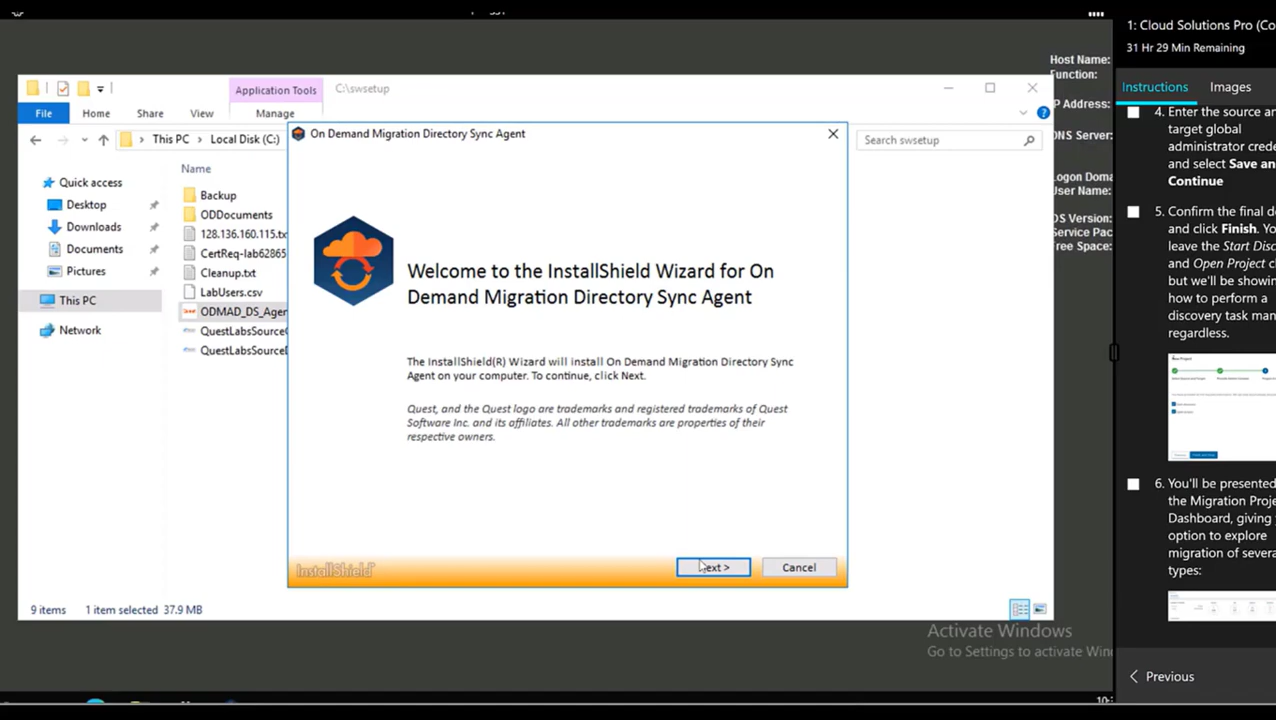 Application Tools
C:\swsetup
File
Home
Share
View
Manage
This PC
Local Disk (C:)
Search swsetup
Quick access
Desktop
Downloads
Documents
Pictures
This PC
Network
Name
Backup
ODDocuments
128.136.160.115.tx
CertReq-lab62865
Cleanup.txt
LabUsers.csv
ODMAD_DS_Agen
QuestLabsSource
QuestLabsSource
9 items
1 item selected 37.9 MB
On Demand Migration Directory Sync Agent
Welcome to the InstallShield Wizard for On
Demand Migration Directory Sync Agent
The InstallShield(R) Wizard will install On Demand Migration Directory Sync
Agent on your computer. To continue, click Next.
Quest, and the Quest logo are trademarks and registered trademarks of Quest
Software Inc. and its affiliates. All other trademarks are properties of their
respective owners.
InstallShield
Next >
Cancel
Host Name:
Function:
IP Address:
DNS Server:
Logon Doma
User Name:
OS Version:
Service Pac
Free Space:
Activate Windows
Go to Settings to activate Win
1: Cloud Solutions Pro (Co
31 Hr 29 Min Remaining
Instructions
Images
4. Enter the source an
target global
administrator crede
and select Save an
Continue
5. Confirm the final de
and click Finish. Yo
leave the Start Disc
and Open Project c
but we'll be showin
how to perform a
discovery task man
regardless.
6. You'll be presented
the Migration Proje
Dashboard, giving
option to explore
migration of severa
types:
Previous